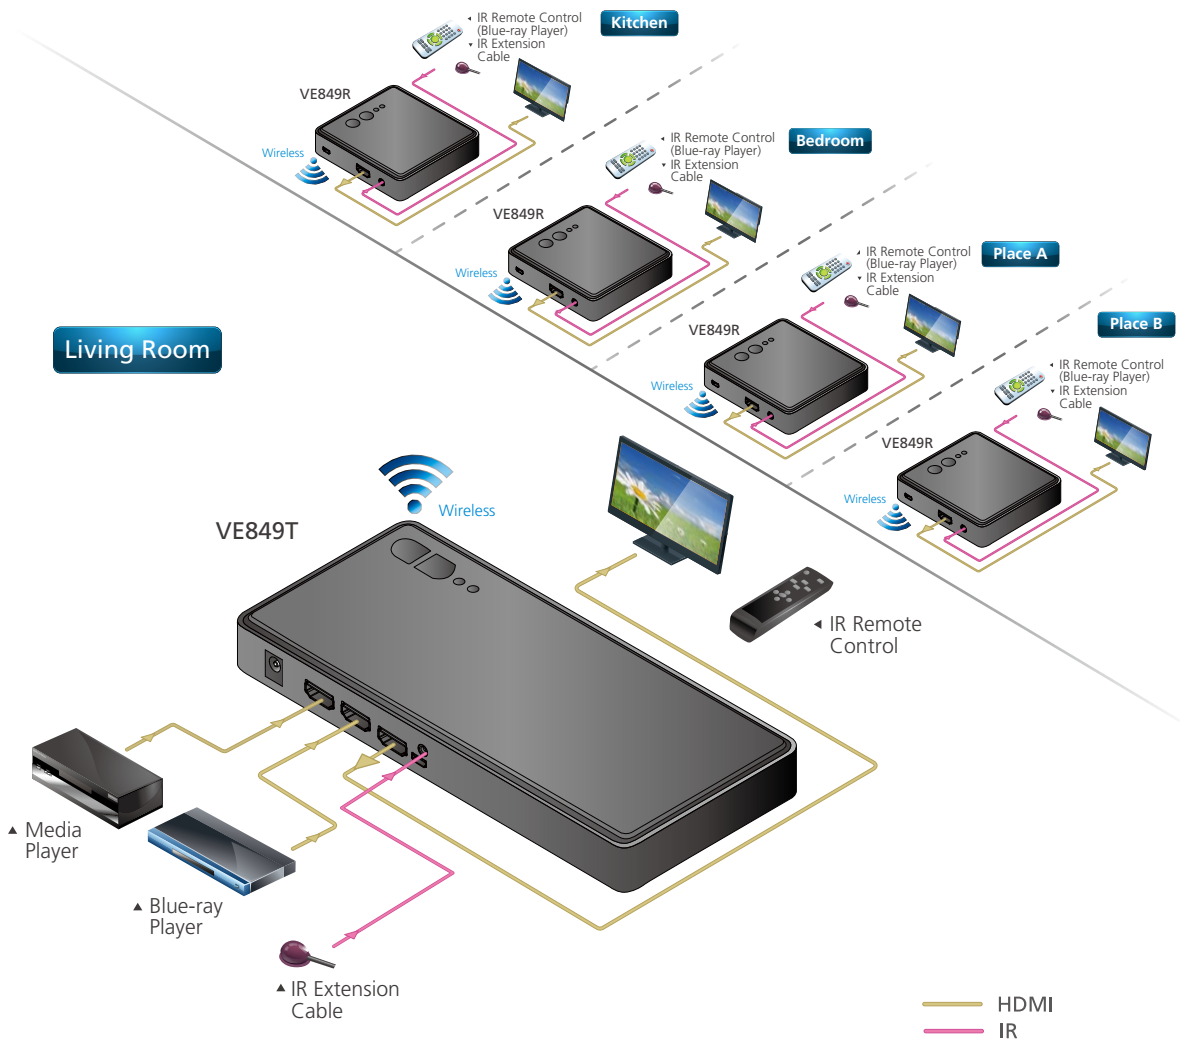 IR Remote Control
(Blue-ray Player)
IR Extension
Cable
Kitchen
VE849R
Wireless
IR Remote Control
(Blue-ray Player)
IR Extension
Cable
Bedroom
VE849R
Wireless
IR Remote Control
(Blue-ray Player)
IR Extension
Cable
Place A
VE849R
Wireless
Place B
IR Remote Control
(Blue-ray Player)
IR Extension
Cable
VE849R
Wireless
Living Room
Wireless
VE849T
IR Remote
Control
Media
Player
Blue-ray
Player
IR Extension
Cable
HDMI
IR